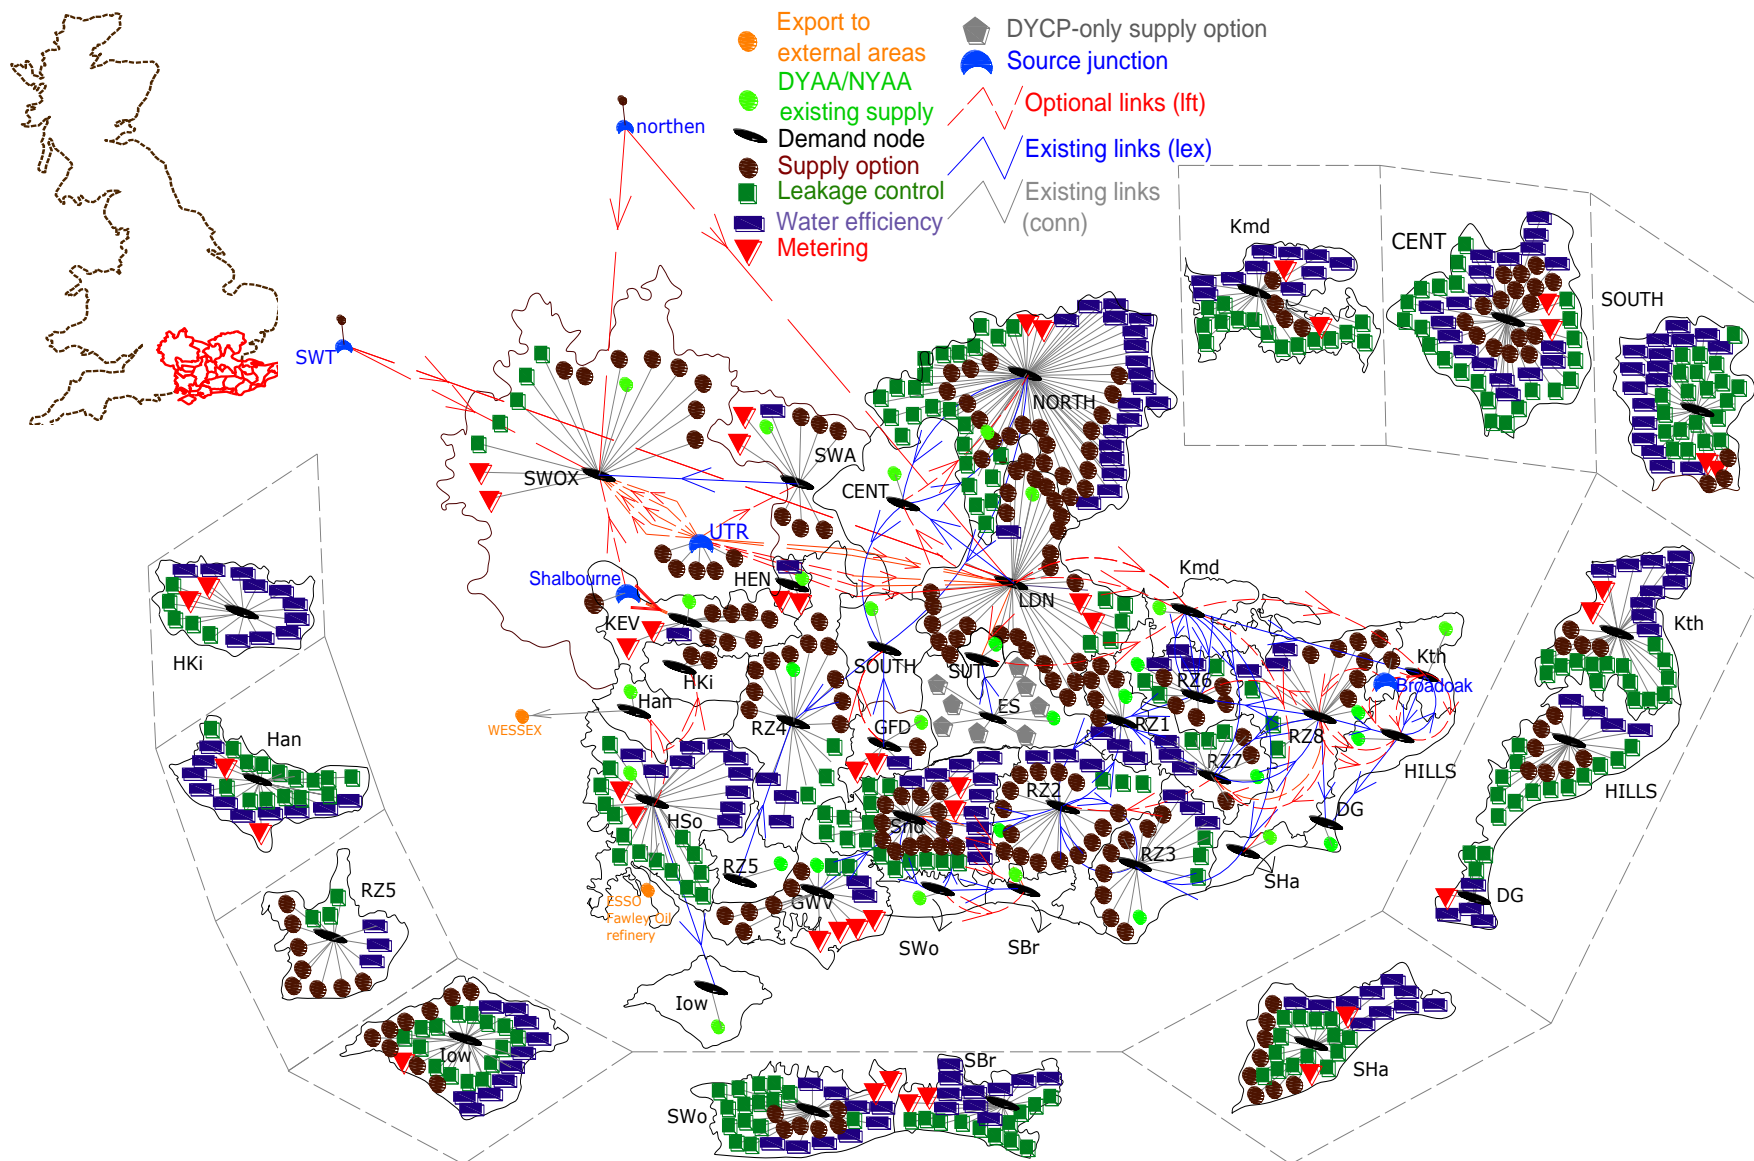 Export to
external areas
DYAA/NYAA
existing supply
Demand node
Supply option
Leakage control
Water efficiency
Metering
DYCP-only supply option
Source junction
Optional links (lft)
Existing links (lex)
Existing links
(conn)
northen
SWT
Kmd
CENT
SOUTH
NORTH
SWA
SWOX
CENT
UTR
HEN
Shalbourne
KEV
LDN
Kmd
Kth
HKi
HKi
SOUTH
SUT
RZ6
Kth
Broadoak
Han
WESSEX
RZ4
GFD
ES
RZ1
RZ8
HILLS
RZ7
HILLS
Han
HSo
Sno
RZ2
DG
RZ5
RZ5
GWV
RZ3
SHa
DG
ESSO
Fawley Oil
refinery
SWo
SBr
Iow
Iow
SBr
SWo
SHa